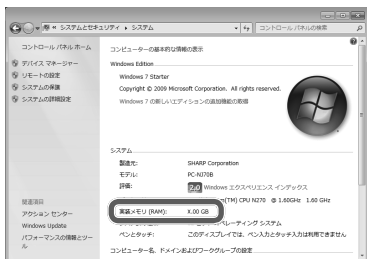 « システムとセキュリティ ▸ システム
コントロール パネルの検索
コントロール パネル ホーム
デバイス マネージャー
リモートの設定
システムの保護
システムの詳細設定
関連項目
アクション センター
Windows Update
パフォーマンスの情報とツール
コンピューターの基本的な情報の表示
Windows Edition
Windows 7 Starter
Copyright © 2009 Microsoft Corporation. All rights reserved.
Windows 7 の新しいエディションの追加機能の取得
システム
製造元: SHARP Corporation
モデル: PC-NJ70B
評価: 2.0 Windows エクスペリエンス インデックス
(TM) CPU N270 @ 1.60GHz 1.60 GHz
実装メモリ (RAM): X.00 GB
レーティング システム
ペンとタッチ: このディスプレイでは、ペン入力とタッチ入力は利用できません
コンピューター名、ドメインおよびワークグループの設定